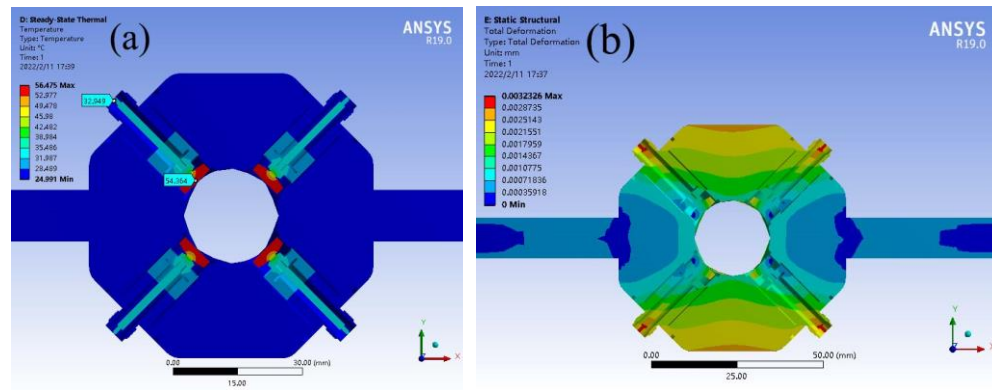 D: Steady-State Thermal
Temperature
Type: Temperature
Unit: °C
Time: 1
2022/2/11 17:39
(a)
ANSYS
R19.0
56.475 Max
52.977
49.478
45.98
42.482
38.984
35.486
31.987
28.489
24.991 Min
32.949
54.364
0.00
30.00 (mm)
15.00
Y
X
E: Static Structural
Total Deformation
Type: Total Deformation
Unit: mm
Time: 1
2022/2/11 17:37
(b)
ANSYS
R19.0
0.0032326 Max
0.0028735
0.0025143
0.0021551
0.0017959
0.0014367
0.0010775
0.00071836
0.00035918
0 Min
0.00
50.00 (mm)
25.00
Y
X